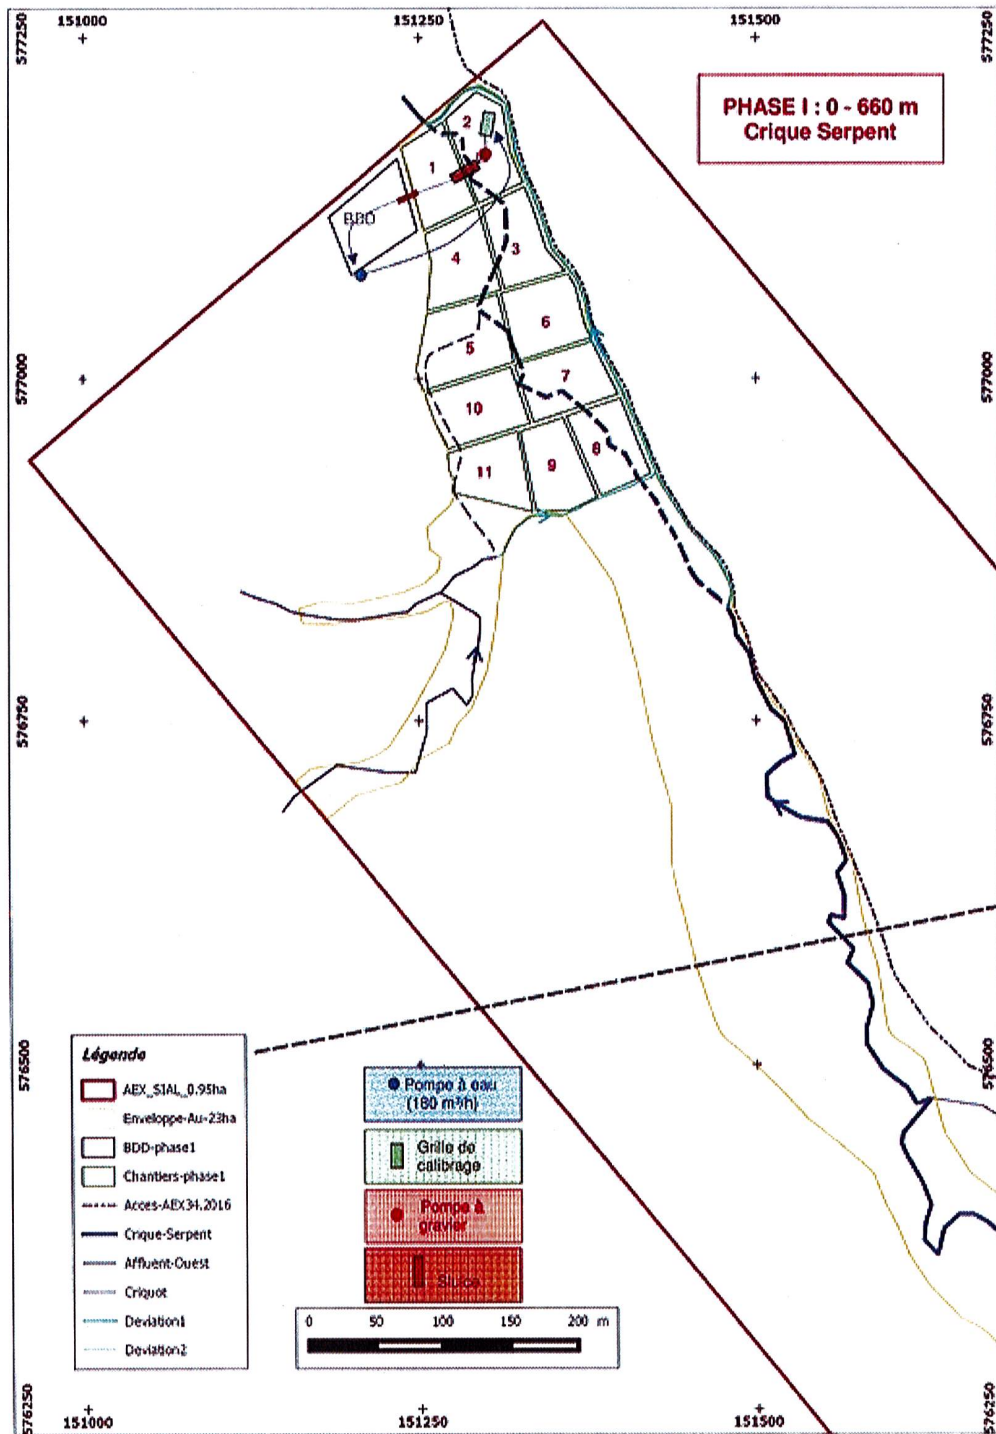 151000
151250
151500
577250
577250
PHASE I : 0 - 660 m
Crique Serpent
2
1
BBD
3
4
6
5
7
10
8
9
11
577000
577000
576750
576750
576500
576500
Légende
AEX_SIAL_0.95ha
Enveloppe-Au-23ha
BDD-phase1
Chantiers-phase1
Acces-AEX34.2016
Crique-Serpent
Affluent-Ouest
Criquot
Deviation1
Deviation2
Pompe à eau
(180 m³/h)
Grille de
calibrage
Pompe à
gravier
Sluice
0 50 100 150 200 m
576250
576250
151000
151250
151500